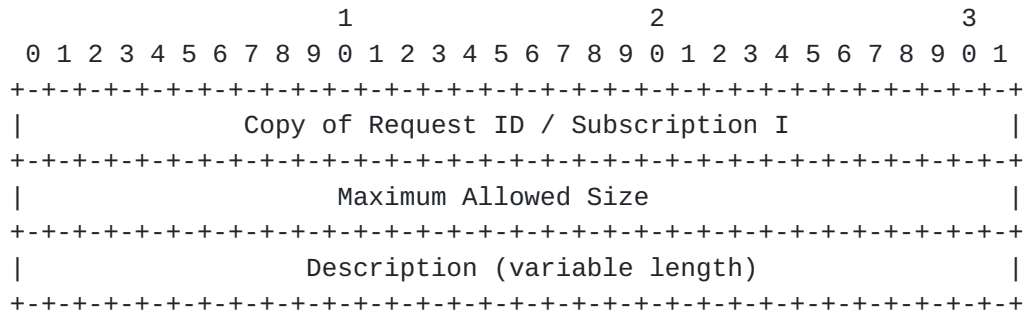 1                   2                   3
 0 1 2 3 4 5 6 7 8 9 0 1 2 3 4 5 6 7 8 9 0 1 2 3 4 5 6 7 8 9 0 1
+-+-+-+-+-+-+-+-+-+-+-+-+-+-+-+-+-+-+-+-+-+-+-+-+-+-+-+-+-+-+-+-+
|              Copy of Request ID / Subscription I              |
+-+-+-+-+-+-+-+-+-+-+-+-+-+-+-+-+-+-+-+-+-+-+-+-+-+-+-+-+-+-+-+-+
|                    Maximum Allowed Size                       |
+-+-+-+-+-+-+-+-+-+-+-+-+-+-+-+-+-+-+-+-+-+-+-+-+-+-+-+-+-+-+-+-+
|                  Description (variable length)                |
+-+-+-+-+-+-+-+-+-+-+-+-+-+-+-+-+-+-+-+-+-+-+-+-+-+-+-+-+-+-+-+-+